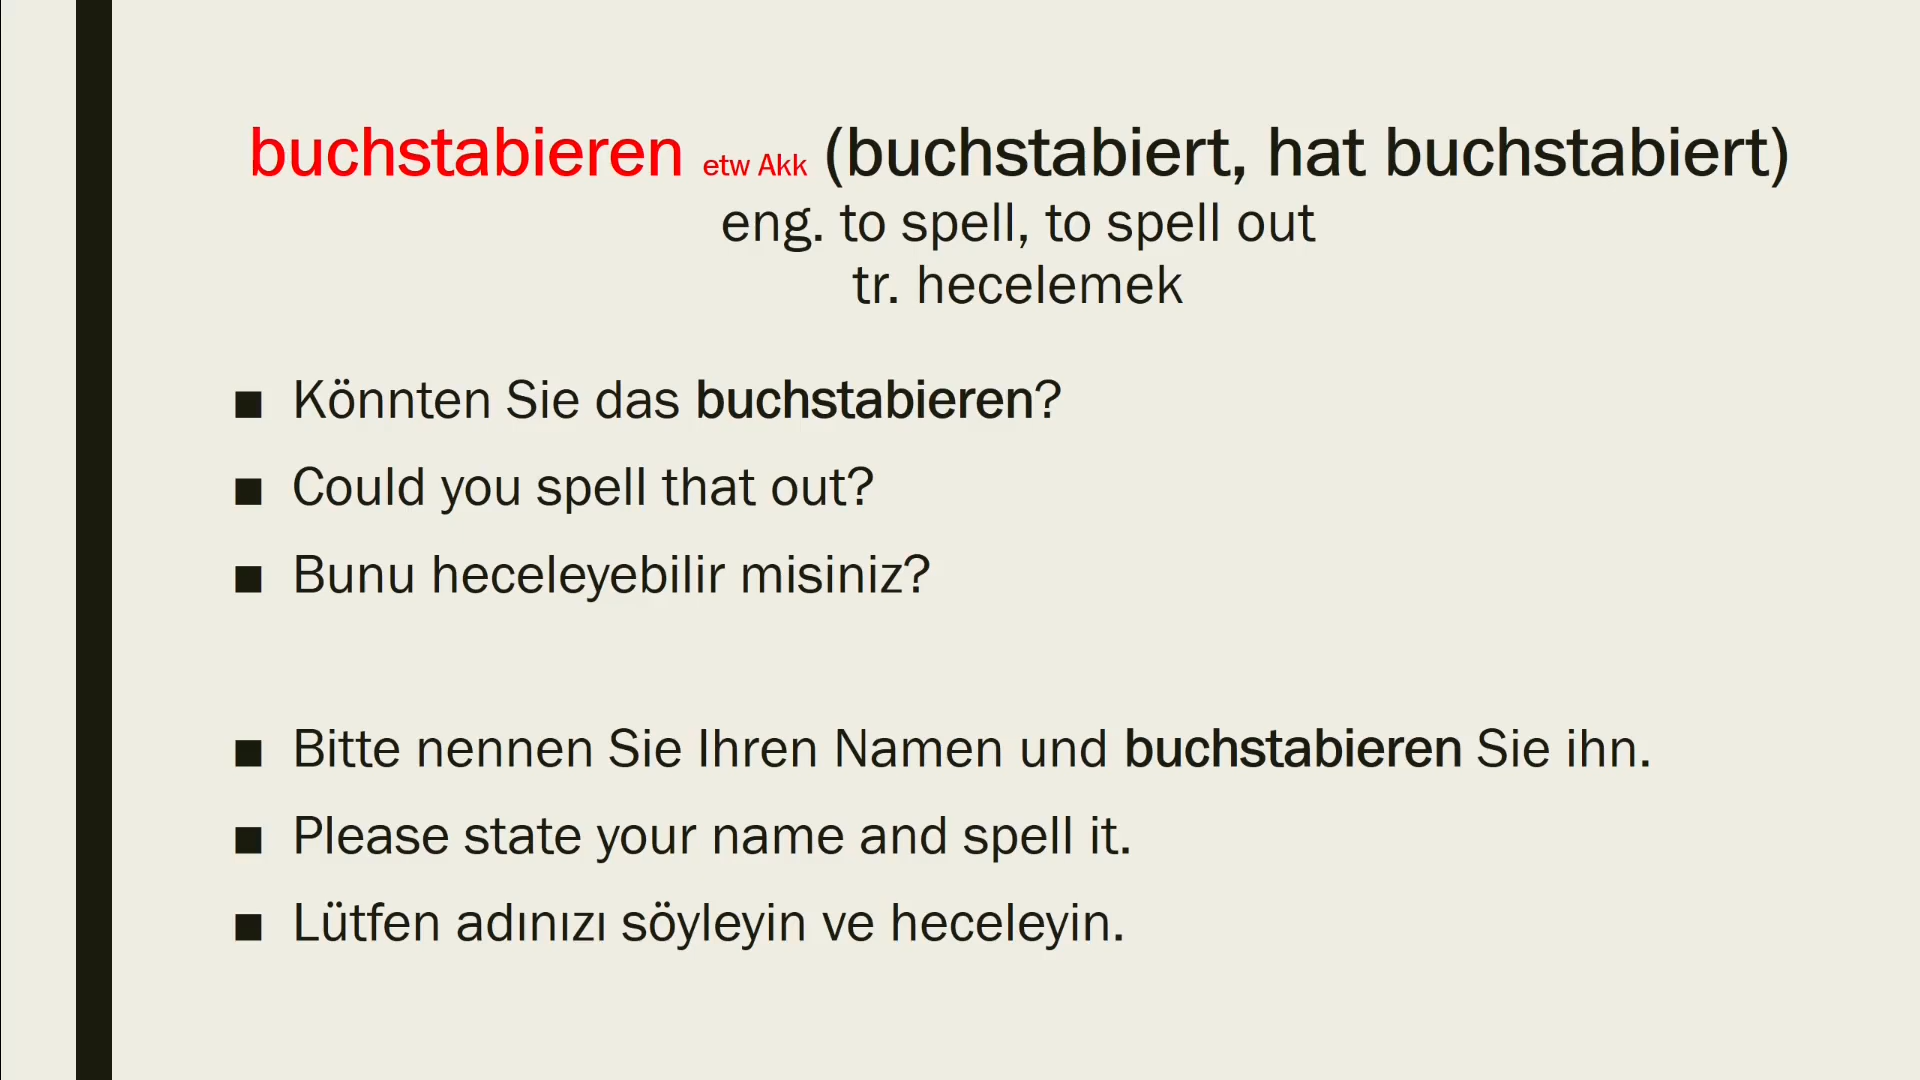 buchstabieren etw Akk (buchstabiert, hat buchstabiert)
eng. to spell, to spell out
tr. hecelemek
■ Könnten Sie das buchstabieren?
■ Could you spell that out?
■ Bunu heceleyebilir misiniz?
■ Bitte nennen Sie Ihren Namen und buchstabieren Sie ihn.
■ Please state your name and spell it.
■ Lütfen adınızı söyleyin ve heceleyin.